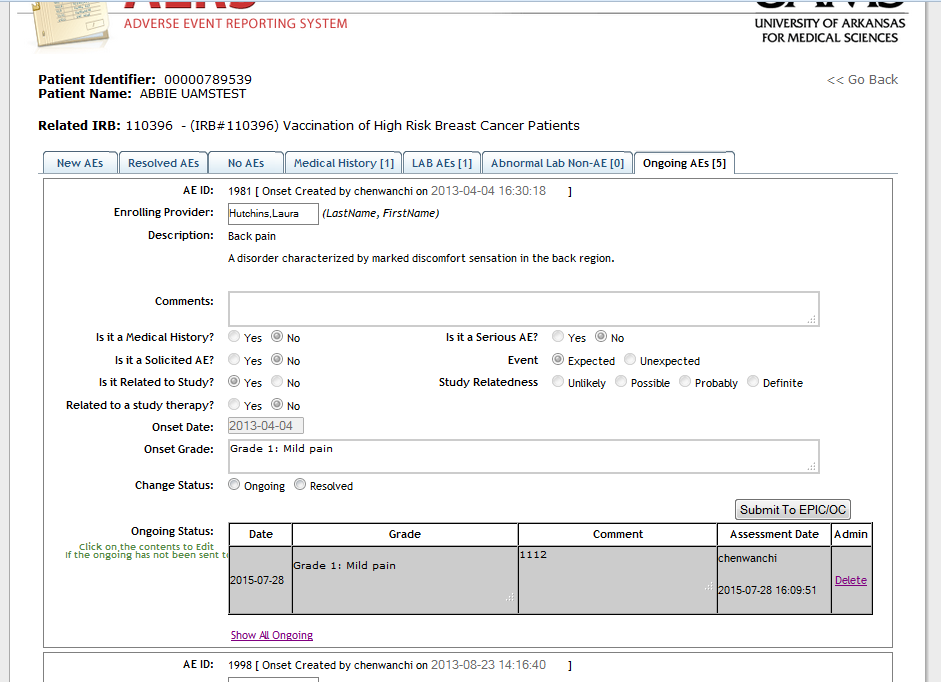 ADVERSE EVENT REPORTING SYSTEM
UNIVERSITY OF ARKANSAS
FOR MEDICAL SCIENCES
Patient Identifier: 00000789539
<< Go Back
Patient Name: ABBIE UAMSTEST
Related IRB: 110396 - (IRB#110396) Vaccination of High Risk Breast Cancer Patients
New AEs Resolved AEs No AEs Medical History [1] LAB AEs [1] Abnormal Lab Non-AE [0] Ongoing AEs [5]
AE ID: 1981 [ Onset Created by chenwanchi on 2013-04-04 16:30:18 ]
Enrolling Provider: Hutchins,Laura (LastName, FirstName)
Description: Back pain
A disorder characterized by marked discomfort sensation in the back region.
Comments:
Is it a Medical History? Yes No Is it a Serious AE? Yes No
Is it a Solicited AE? Yes No Event Expected Unexpected
Is it Related to Study? Yes No Study Relatedness Unlikely Possible Probably Definite
Related to a study therapy? Yes No
Onset Date: 2013-04-04
Onset Grade: Grade 1: Mild pain
Change Status: Ongoing Resolved
Submit To EPIC/OC
Ongoing Status: Date Grade Comment Assessment Date Admin
Click on the contents to Edit
If the ongoing has not been sent to
2015-07-28 Grade 1: Mild pain 1112 chenwanchi
2015-07-28 16:09:51 Delete
Show All Ongoing
AE ID: 1998 [ Onset Created by chenwanchi on 2013-08-23 14:16:40 ]